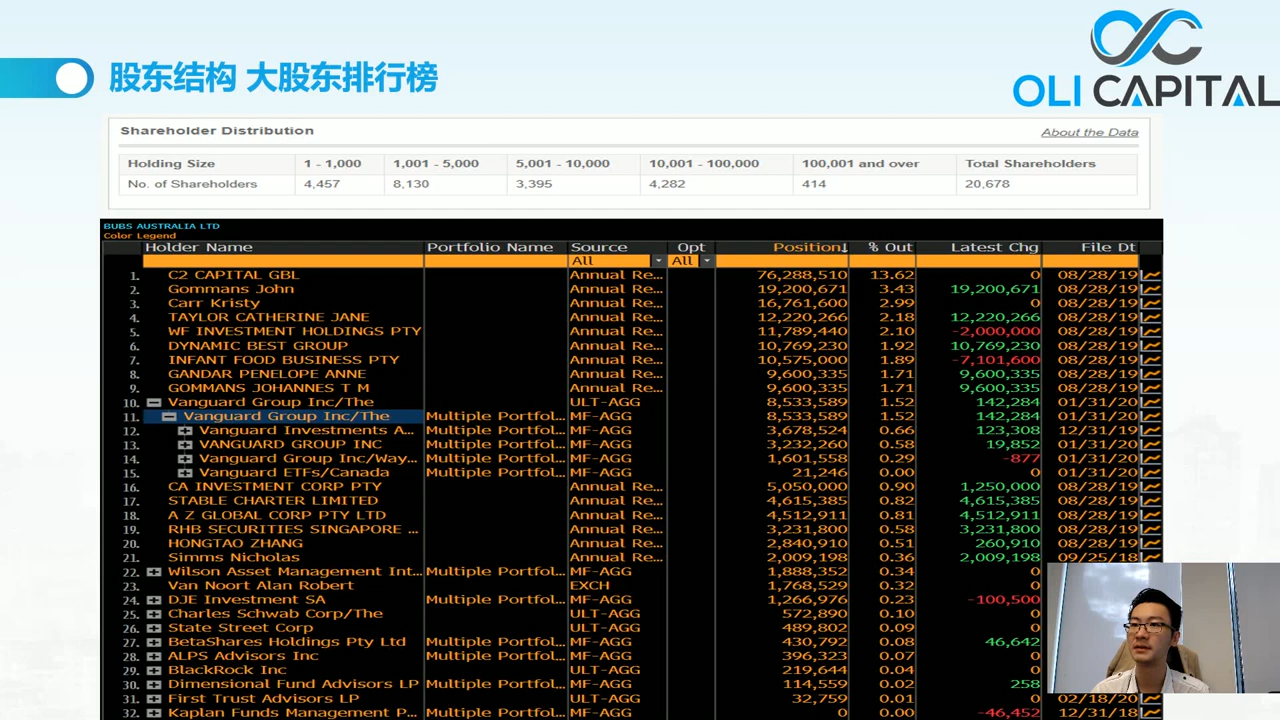 股东结构 大股东排行榜
OLI CAPITAL
Shareholder Distribution About the Data
Holding Size 1 - 1,000 1,001 - 5,000 5,001 - 10,000 10,001 - 100,000 100,001 and over Total Shareholders
No. of Shareholders 4,457 8,130 3,395 4,282 414 20,678
BUBS AUSTRALIA LTD
Color Legend
Holder Name Portfolio Name Source Opt Position↓ % Out Latest Chg File Dt
All All
1. C2 CAPITAL GBL Annual Re... 76,288,510 13.62 0 08/28/19
2. Gommans John Annual Re... 19,200,671 3.43 19,200,671 08/28/19
3. Carr Kristy Annual Re... 16,761,600 2.99 0 08/28/19
4. TAYLOR CATHERINE JANE Annual Re... 12,220,266 2.18 12,220,266 08/28/19
5. WF INVESTMENT HOLDINGS PTY Annual Re... 11,789,440 2.10 -2,000,000 08/28/19
6. DYNAMIC BEST GROUP Annual Re... 10,769,230 1.92 10,769,230 08/28/19
7. INFANT FOOD BUSINESS PTY Annual Re... 10,575,000 1.89 -7,101,600 08/28/19
8. GANDAR PENELOPE ANNE Annual Re... 9,600,335 1.71 9,600,335 08/28/19
9. GOMMANS JOHANNES T M Annual Re... 9,600,335 1.71 9,600,335 08/28/19
10. Vanguard Group Inc/The ULT-AGG 8,533,589 1.52 142,284 01/31/20
11. Vanguard Group Inc/The Multiple Portfol... MF-AGG 8,533,589 1.52 142,284 01/31/20
12. Vanguard Investments A... Multiple Portfol... MF-AGG 3,678,524 0.66 123,308 12/31/19
13. VANGUARD GROUP INC Multiple Portfol... MF-AGG 3,232,260 0.58 19,852 01/31/20
14. Vanguard Group Inc/Way... Multiple Portfol... MF-AGG 1,601,558 0.29 -877 01/31/20
15. Vanguard ETFs/Canada Multiple Portfol... MF-AGG 21,246 0.00 0 01/31/20
16. CA INVESTMENT CORP PTY Annual Re... 5,050,000 0.90 1,250,000 08/28/19
17. STABLE CHARTER LIMITED Annual Re... 4,615,385 0.82 4,615,385 08/28/19
18. A Z GLOBAL CORP PTY LTD Annual Re... 4,512,911 0.81 4,512,911 08/28/19
19. RHB SECURITIES SINGAPORE ... Annual Re... 3,231,800 0.58 3,231,800 08/28/19
20. HONGTAO ZHANG Annual Re... 2,840,910 0.51 260,910 08/28/19
21. Simms Nicholas Annual Re... 2,009,198 0.36 2,009,198 09/25/18
22. Wilson Asset Management Int... Multiple Portfol... MF-AGG 1,888,352 0.34 0
23. Van Noort Alan Robert EXCH 1,768,529 0.32 0
24. DJE Investment SA Multiple Portfol... MF-AGG 1,266,976 0.23 -100,500
25. Charles Schwab Corp/The ULT-AGG 572,890 0.10 0
26. State Street Corp ULT-AGG 489,802 0.09 0
27. BetaShares Holdings Pty Ltd Multiple Portfol... MF-AGG 430,792 0.08 46,642
28. ALPS Advisors Inc Multiple Portfol... MF-AGG 396,323 0.07 0
29. BlackRock Inc ULT-AGG 219,644 0.04 0
30. Dimensional Fund Advisors LP Multiple Portfol... MF-AGG 114,559 0.02 258
31. First Trust Advisors LP ULT-AGG 32,759 0.01 0 02/18/20
32. Kaplan Funds Management P... Multiple Portfol... MF-AGG 0 0.00 -46,452 12/31/18